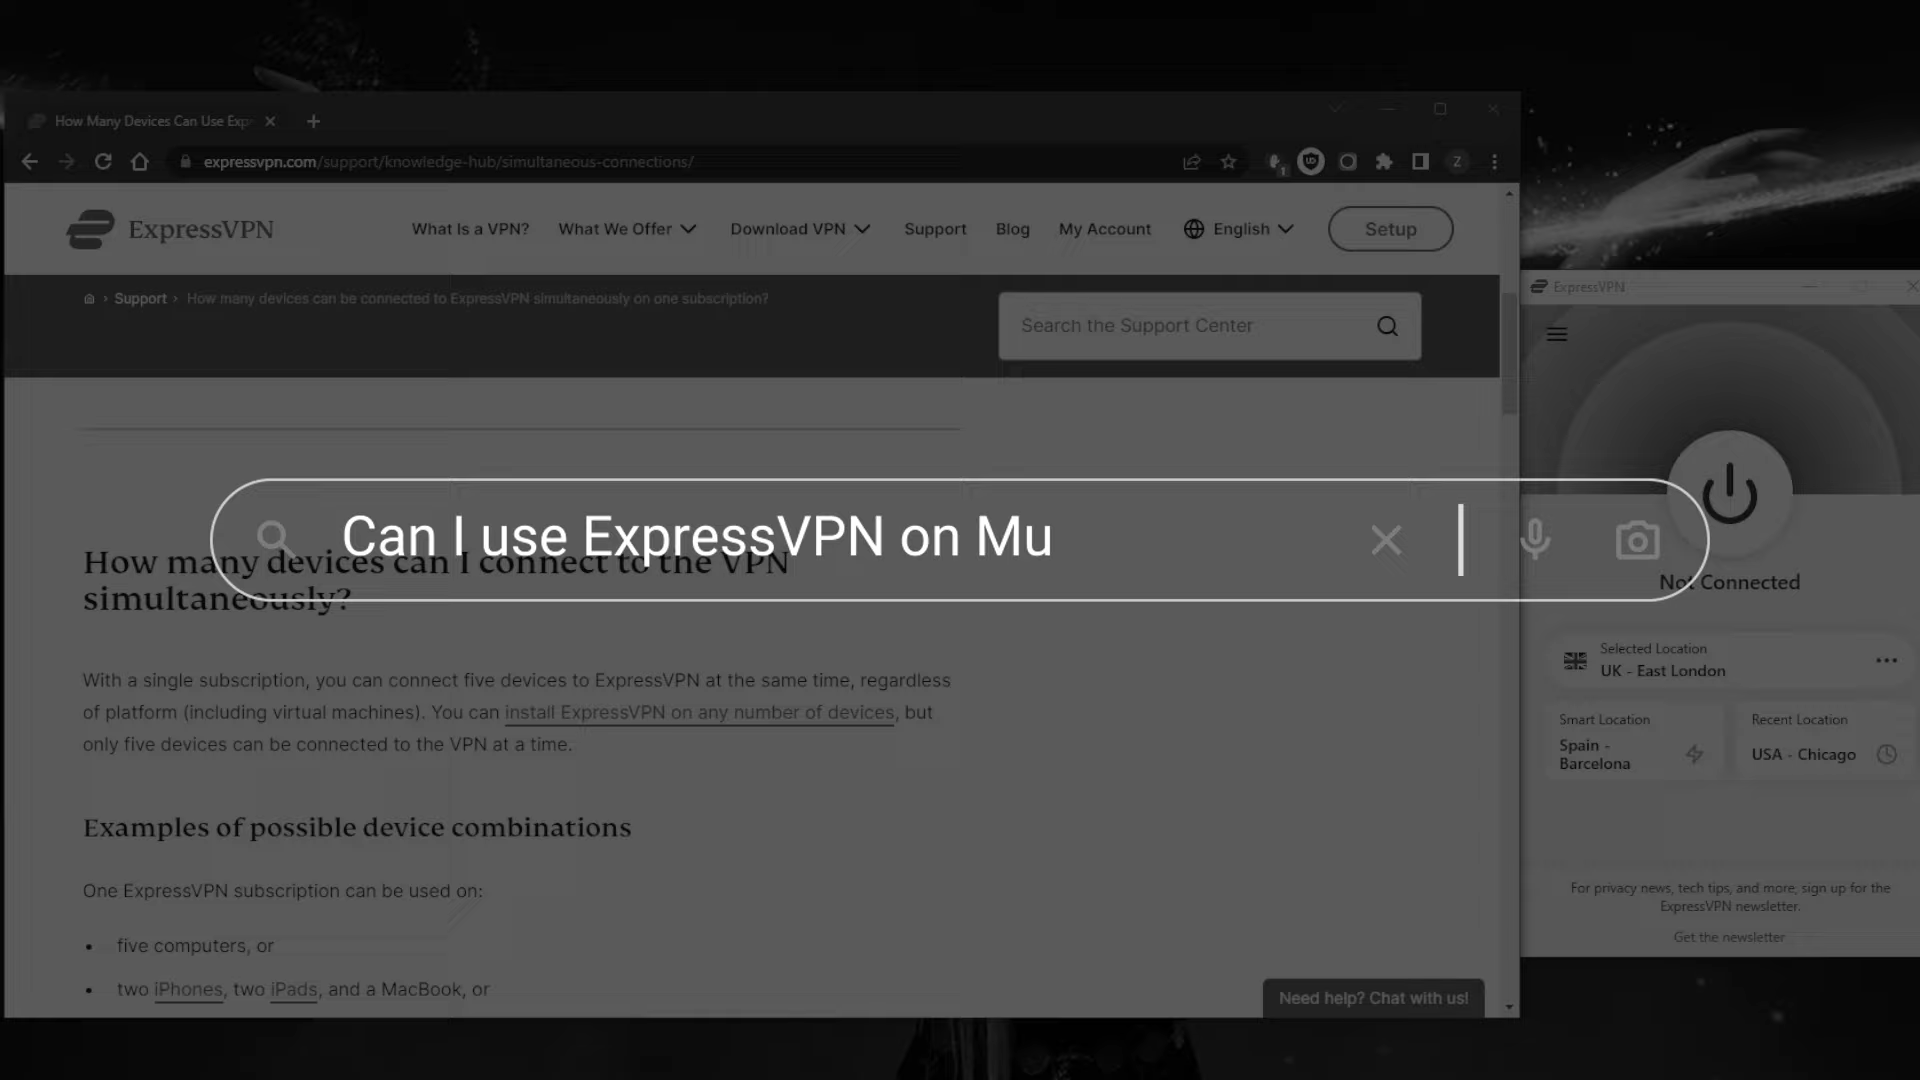 How Many Devices Can Use Exp
expressvpn.com/support/knowledge-hub/simultaneous-connections/
1
Z
ExpressVPN
What Is a VPN?
What We Offer
Download VPN
Support
Blog
My Account
English
Setup
Support › How many devices can be connected to ExpressVPN simultaneously on one subscription?
Search the Support Center
Can I use ExpressVPN on Mu
How many devices can I connect to the VPN
simultaneously?
With a single subscription, you can connect five devices to ExpressVPN at the same time, regardless
of platform (including virtual machines). You can install ExpressVPN on any number of devices, but
only five devices can be connected to the VPN at a time.
Examples of possible device combinations
One ExpressVPN subscription can be used on:
• five computers, or
• two iPhones, two iPads, and a MacBook, or
Need help? Chat with us!
ExpressVPN
Not Connected
Selected Location
UK - East London
Smart Location
Spain -
Barcelona
Recent Location
USA - Chicago
For privacy news, tech tips, and more, sign up for the
ExpressVPN newsletter.
Get the newsletter